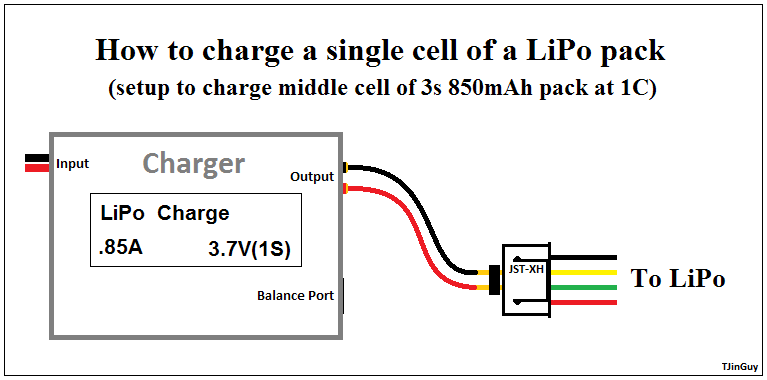 How to charge a single cell of a LiPo pack
(setup to charge middle cell of 3s 850mAh pack at 1C)
Input
Charger
Output
LiPo Charge
.85A 3.7V(1S)
JST-XH
To LiPo
Balance Port
TJinGuy